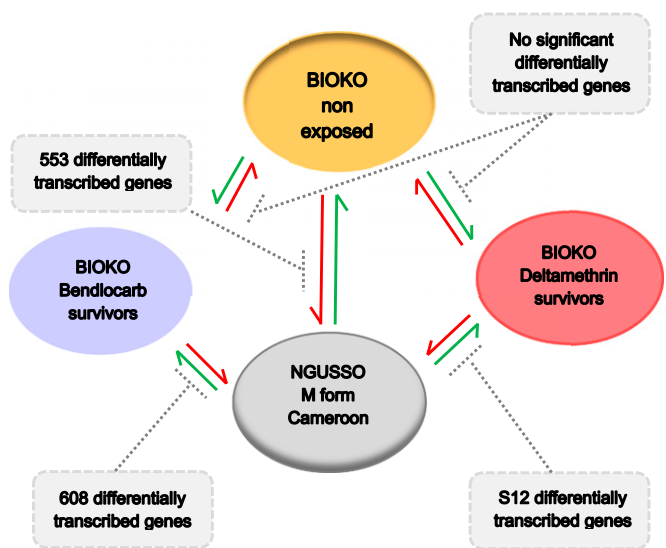 BIOKO
non
exposed
No significant
differentially
transcribed genes
553 differentially
transcribed genes
BIOKO
Bendlocarb
survivors
BIOKO
Deltamethrin
survivors
NGUSSO
M form
Cameroon
608 differentially
transcribed genes
S12 differentially
transcribed genes